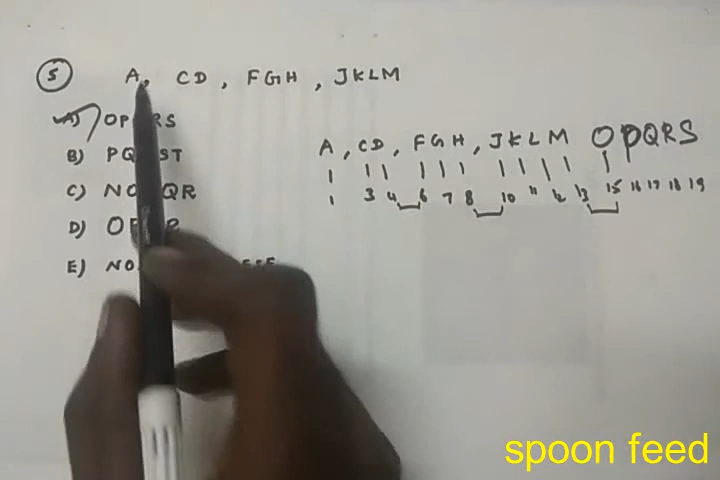 5 A, CD, FGH, JKLM
A) OPQRS
B) PQ ST
C) NO QR
D) OP R
E) NO
A, CD, FGH, JKLM OPQRS
1 3 4 6 7 8 10 11 12 13 15 16 17 18 19
spoon feed